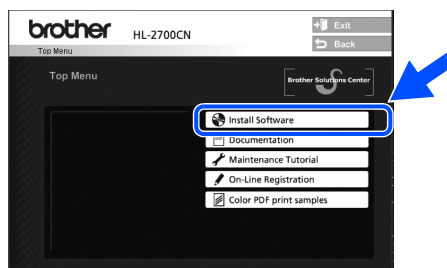 brother HL-2700CN
Exit
Back
Top Menu
Top Menu
Brother Solutions Center
Install Software
Documentation
Maintenance Tutorial
On-Line Registration
Color PDF print samples